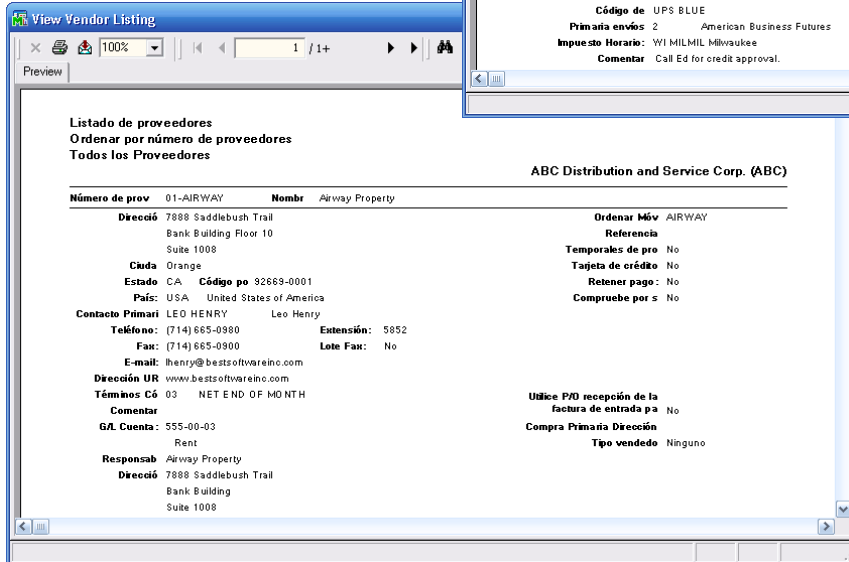 View Vendor Listing
100% 1 / 1+
Preview
Código de UPS BLUE
Primaria envíos 2 American Business Futures
Impuesto Horario: WI MILMIL Milwaukee
Comentar Call Ed for credit approval.
Listado de proveedores
Ordenar por número de proveedores
Todos los Proveedores
ABC Distribution and Service Corp. (ABC)
Número de prov 01-AIRWAY Nombr Airway Property
Direcció 7888 Saddlebush Trail Ordenar Móv AIRWAY
Bank Building Floor 10 Referencia
Suite 1008 Temporales de pro No
Ciuda Orange Tarjeta de crédito No
Estado CA Código po 92669-0001 Retener pago: No
País: USA United States of America Compruebe por s No
Contacto Primari LEO HENRY Leo Henry
Teléfono: (714) 665-0980 Extensión: 5852
Fax: (714) 665-0900 Lote Fax: No
E-mail: lhenry@bestsoftwareinc.com
Dirección UR www.bestsoftwareinc.com
Términos Có 03 NET END OF MONTH Utilice P/O recepción de la
Comentar factura de entrada pa No
G/L Cuenta: 555-00-03 Compra Primaria Dirección
Rent Tipo vendedo Ninguno
Responsab Airway Property
Direcció 7888 Saddlebush Trail
Bank Building
Suite 1008